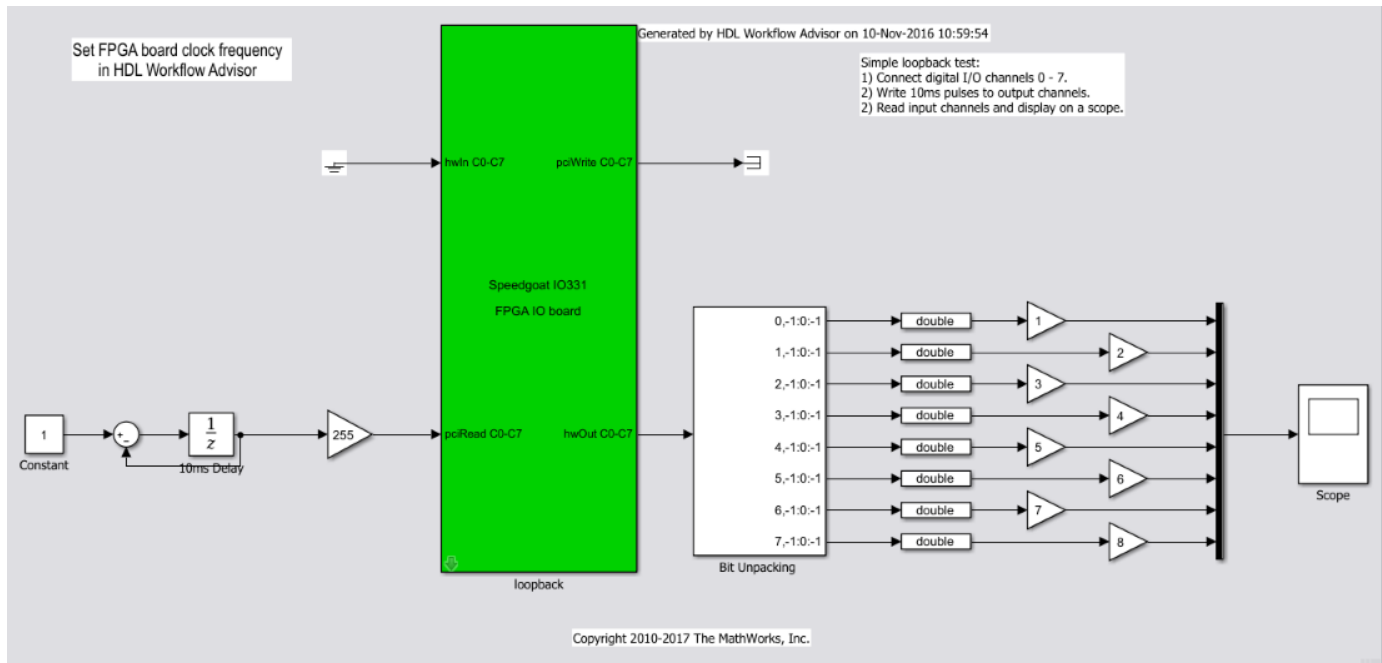 Set FPGA board clock frequency
in HDL Workflow Advisor
Generated by HDL Workflow Advisor on 10-Nov-2016 10:59:54
Simple loopback test:
1) Connect digital I/O channels 0 - 7.
2) Write 10ms pulses to output channels.
2) Read input channels and display on a scope.
hwIn C0-C7
pciWrite C0-C7
Speedgoat IO331
FPGA IO board
pciRead C0-C7
hwOut C0-C7
loopback
1
Constant
+
-
1
z
10ms Delay
255
0,-1:0:-1
double
1
1,-1:0:-1
double
2
2,-1:0:-1
double
3
3,-1:0:-1
double
4
4,-1:0:-1
double
5
5,-1:0:-1
double
6
6,-1:0:-1
double
7
7,-1:0:-1
double
8
Bit Unpacking
Scope
Copyright 2010-2017 The MathWorks, Inc.